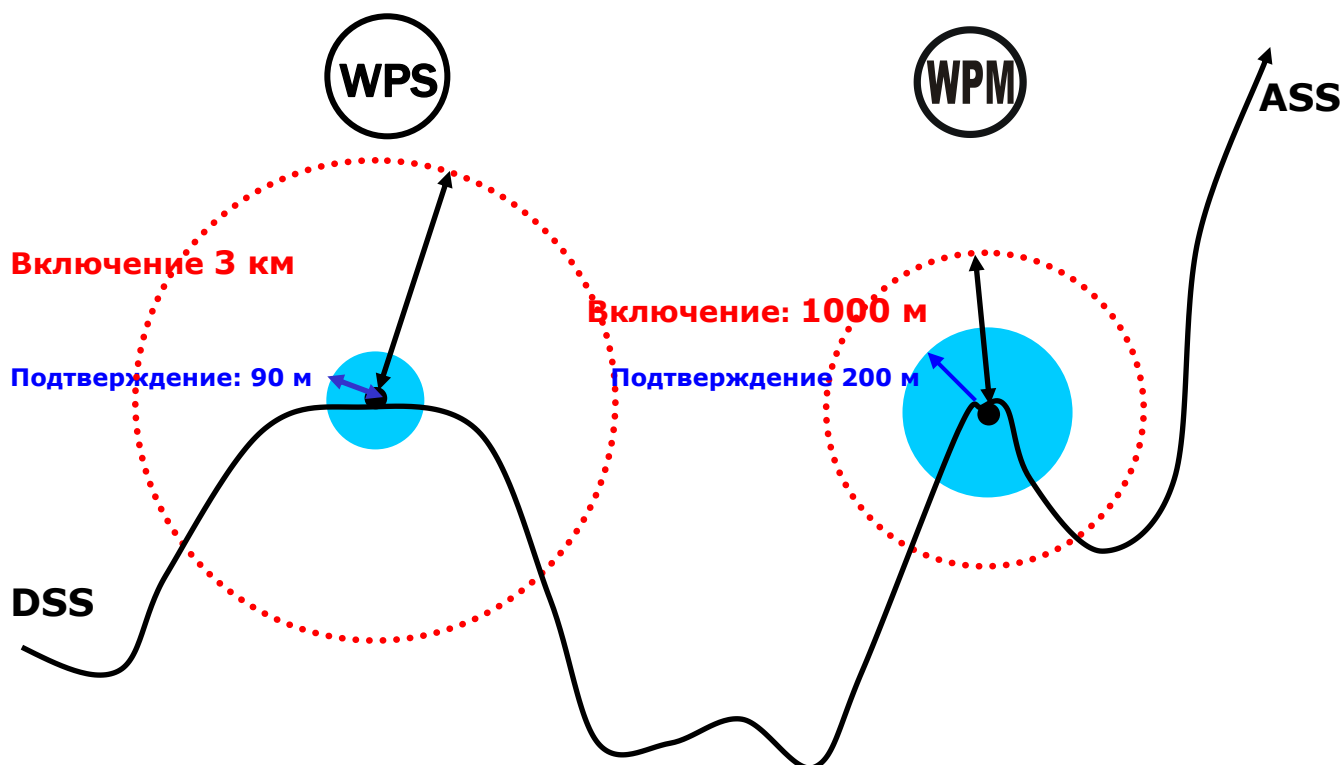 WPS
WPM
ASS
Включение 3 км
Включение: 1000 м
Подтверждение: 90 м
Подтверждение 200 м
DSS